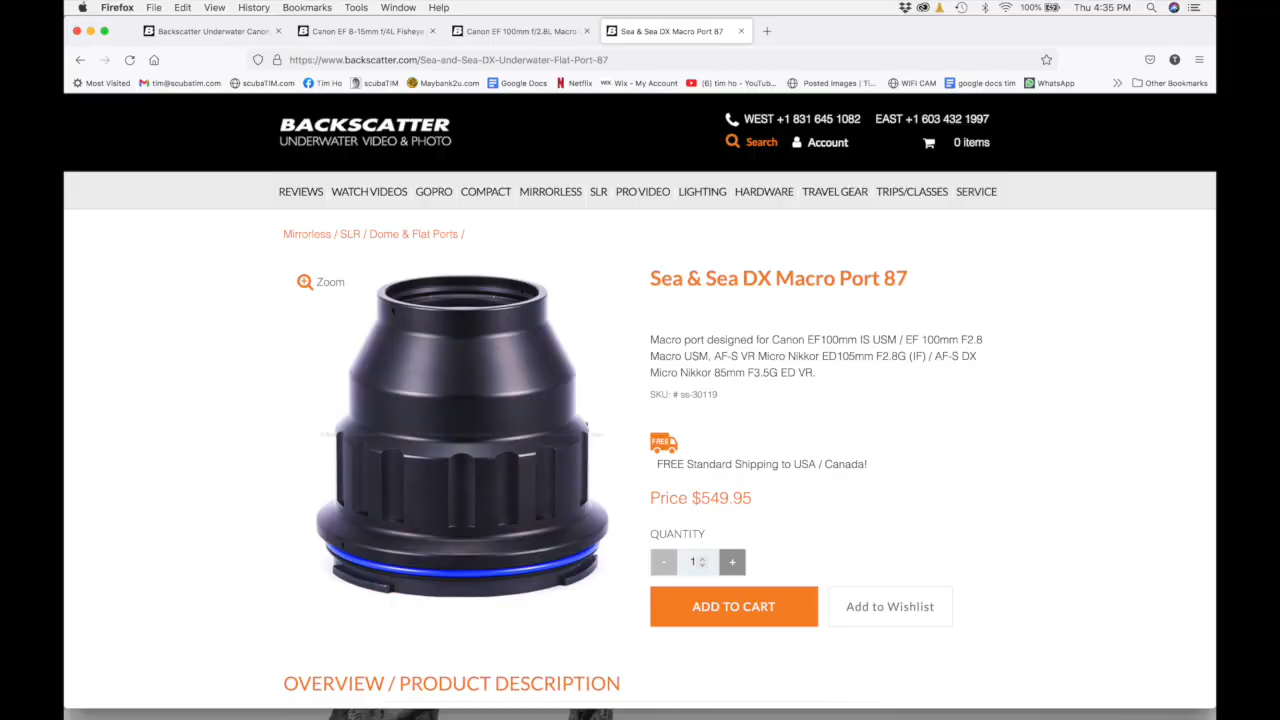 Firefox File Edit View History Bookmarks Tools Window Help 100% Thu 4:35 PM
Backscatter Underwater Canon Canon EF 8-15mm f/4L Fisheye Canon EF 100mm f/2.8L Macro Sea & Sea DX Macro Port 87
https://www.backscatter.com/Sea-and-Sea-DX-Underwater-Flat-Port-87
Most Visited tim@scubatim.com scubaTIM.com Tim Ho scubaTIM Maybank2u.com Google Docs Netflix Wix - My Account (6) tim ho - YouTub... Posted Images | Ti... WIFI CAM google docs tim WhatsApp Other Bookmarks
BACKSCATTER
UNDERWATER VIDEO & PHOTO
WEST +1 831 645 1082 EAST +1 603 432 1997
Search Account 0 items
REVIEWS WATCH VIDEOS GOPRO COMPACT MIRRORLESS SLR PRO VIDEO LIGHTING HARDWARE TRAVEL GEAR TRIPS/CLASSES SERVICE
Mirrorless / SLR / Dome & Flat Ports /
Zoom
Sea & Sea DX Macro Port 87
Macro port designed for Canon EF100mm IS USM / EF 100mm F2.8
Macro USM, AF-S VR Micro Nikkor ED105mm F2.8G (IF) / AF-S DX
Micro Nikkor 85mm F3.5G ED VR.
SKU: # ss-30119
FREE
FREE Standard Shipping to USA / Canada!
Price $549.95
QUANTITY
- 1 +
ADD TO CART Add to Wishlist
OVERVIEW / PRODUCT DESCRIPTION